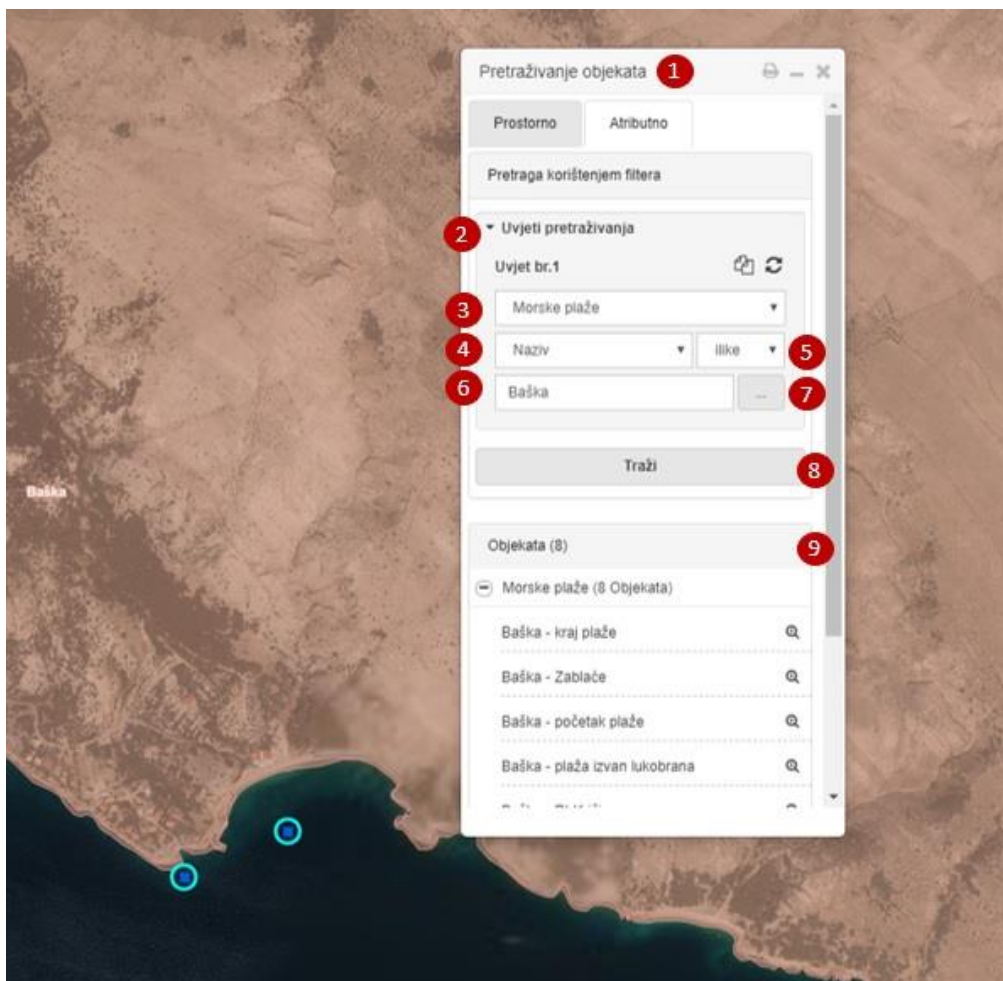 Pretraživanje objekata 1
Prostorno Atributno
Pretraga korištenjem filtera
2 Uvjeti pretraživanja
Uvjet br.1
3 Morske plaže
4 Naziv ilike 5
6 Baška ... 7
Traži 8
Baška
Objekata (8) 9
Morske plaže (8 Objekata)
Baška - kraj plaže
Baška - Zablaće
Baška - početak plaže
Baška - plaža izvan lukobrana